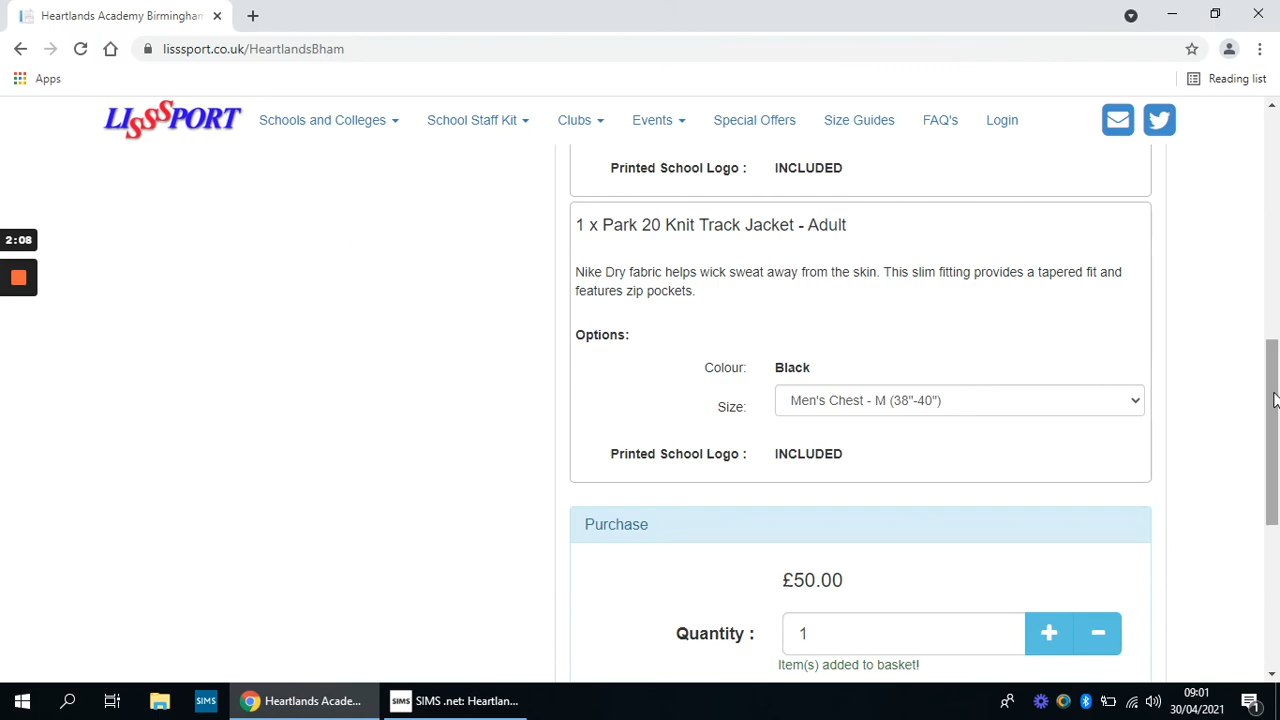 Heartlands Academy Birmingham
lisssport.co.uk/HeartlandsBham
Apps
Reading list
LISSSPORT
Schools and Colleges
School Staff Kit
Clubs
Events
Special Offers
Size Guides
FAQ's
Login
Printed School Logo : INCLUDED
2:08
1 x Park 20 Knit Track Jacket - Adult
Nike Dry fabric helps wick sweat away from the skin. This slim fitting provides a tapered fit and
features zip pockets.
Options:
Colour: Black
Size: Men's Chest - M (38"-40")
Printed School Logo : INCLUDED
Purchase
£50.00
Quantity : 1
Item(s) added to basket!
SIMS
Heartlands Acade...
SIMS
SIMS .net: Heartlan...
09:01
30/04/2021
1